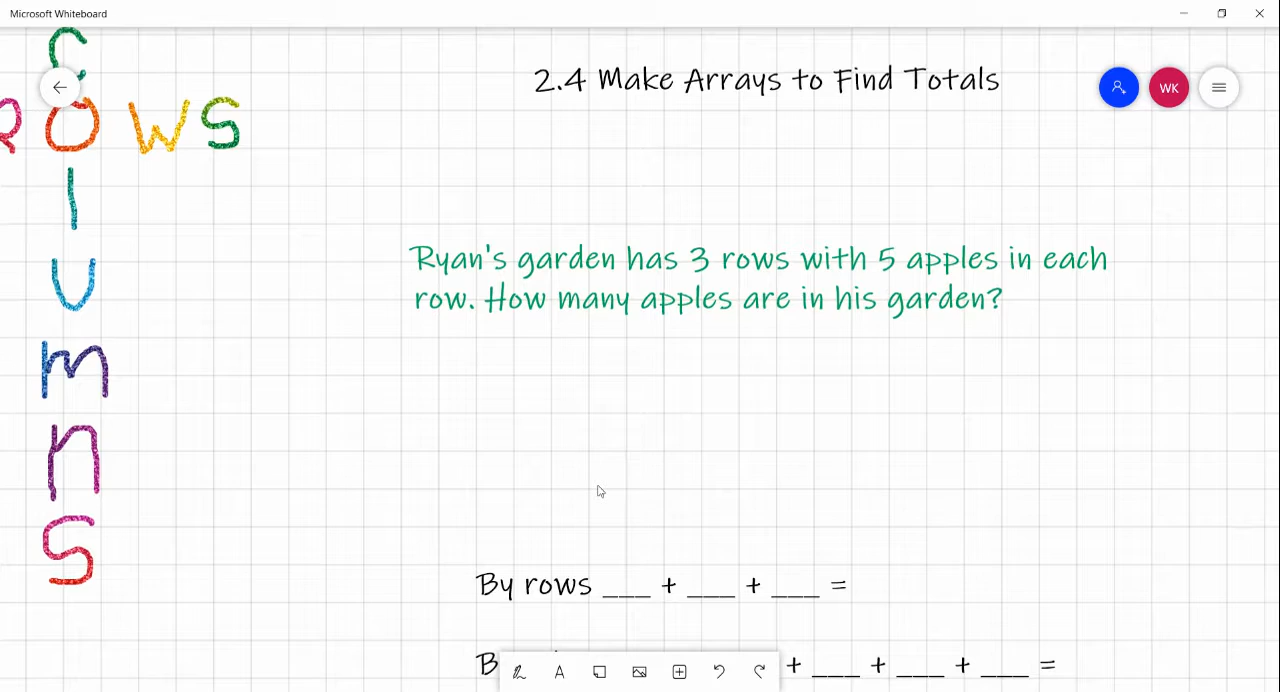 Microsoft Whiteboard
2.4 Make Arrays to Find Totals
WK
ROWS
columns
Ryan's garden has 3 rows with 5 apples in each
row. How many apples are in his garden?
By rows ___ + ___ + ___ =
B + ___ + ___ + ___ =